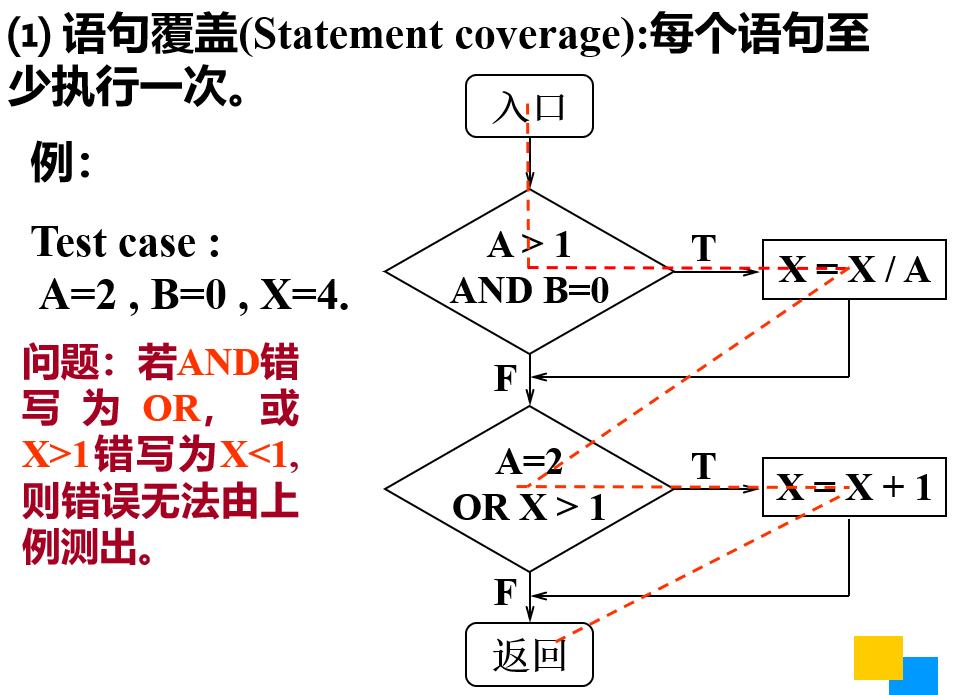 (1) 语句覆盖(Statement coverage):每个语句至
少执行一次。
例：
Test case :
A=2 , B=0 , X=4.
问题：若AND错
写为OR，或
X>1错写为X<1,
则错误无法由上
例测出。
入口
A > 1
AND B=0
T
X = X / A
F
A=2
OR X > 1
T
X = X + 1
F
返回